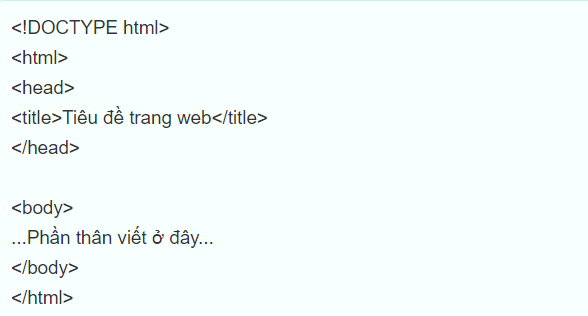 <!DOCTYPE html>
<html>
<head>
<title>Tiêu đề trang web</title>
</head>
<body>
...Phần thân viết ở đây...
</body>
</html>